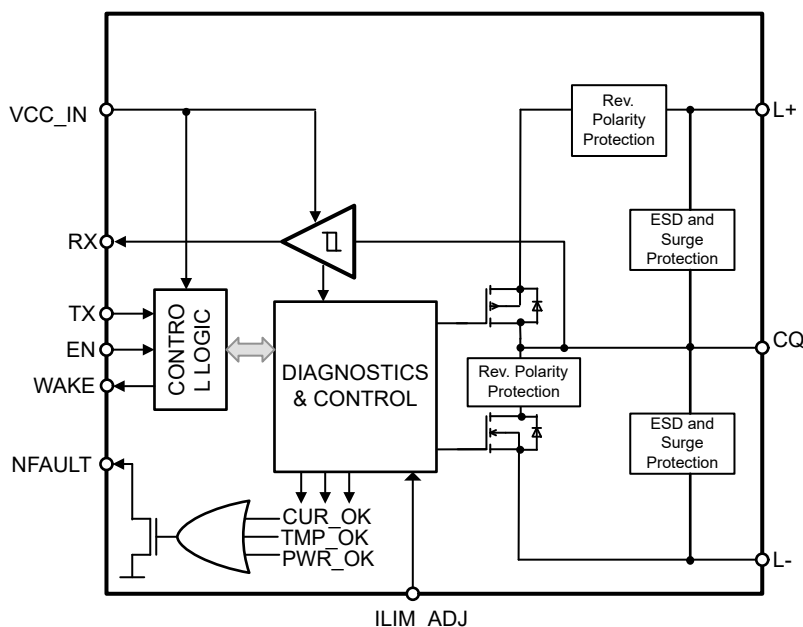 VCC_IN
Rev.
Polarity
Protection
L+
RX
ESD and
Surge
Protection
TX
EN
WAKE
CONTRO
L LOGIC
DIAGNOSTICS
& CONTROL
CQ
Rev. Polarity
Protection
ESD and
Surge
Protection
NFAULT
CUR_OK
TMP_OK
PWR_OK
L-
ILIM_ADJ